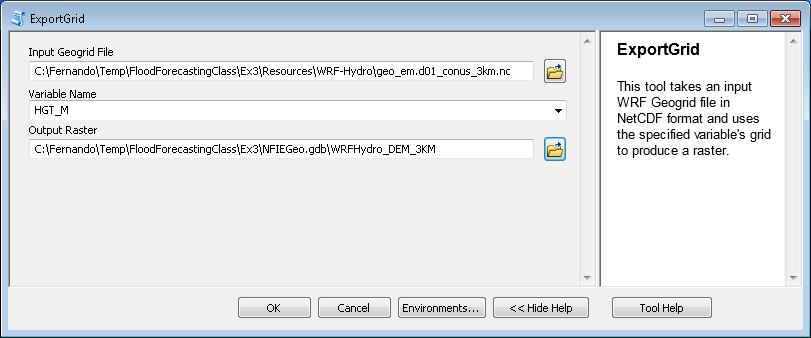 ExportGrid
Input Geogrid File
C:\Fernando\Temp\FloodForecastingClass\Ex3\Resources\WRF-Hydro\geo_em.d01_conus_3km.nc
Variable Name
HGT_M
Output Raster
C:\Fernando\Temp\FloodForecastingClass\Ex3\NFIEGeo.gdb\WRFHydro_DEM_3KM
ExportGrid
This tool takes an input
WRF Geogrid file in
NetCDF format and uses
the specified variable's grid
to produce a raster.
OK
Cancel
Environments...
<< Hide Help
Tool Help